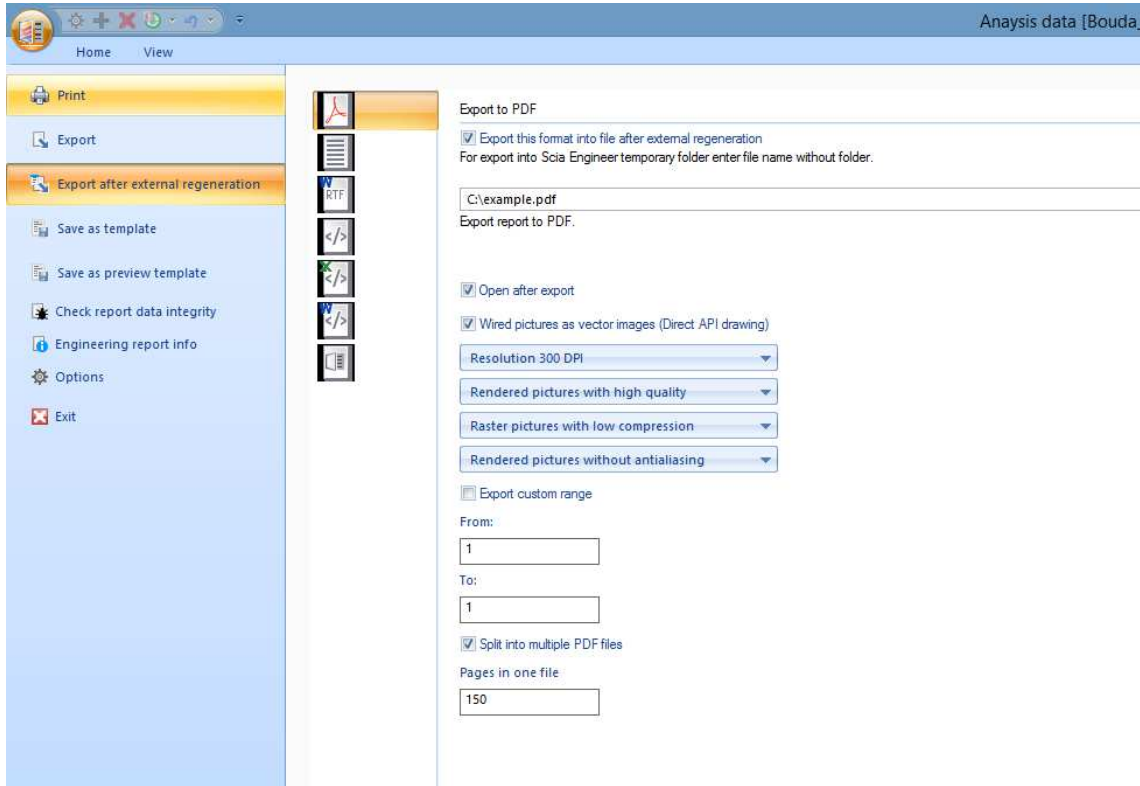 Anaysis data [Bouda_
Home View
Print
Export
Export after external regeneration
Save as template
Save as preview template
Check report data integrity
Engineering report info
Options
Exit
W
RTF
</>
X
</>
W
</>
Export to PDF
Export this format into file after external regeneration
For export into Scia Engineer temporary folder enter file name without folder.
C:\example.pdf
Export report to PDF.
Open after export
Wired pictures as vector images (Direct API drawing)
Resolution 300 DPI
Rendered pictures with high quality
Raster pictures with low compression
Rendered pictures without antialiasing
Export custom range
From:
1
To:
1
Split into multiple PDF files
Pages in one file
150